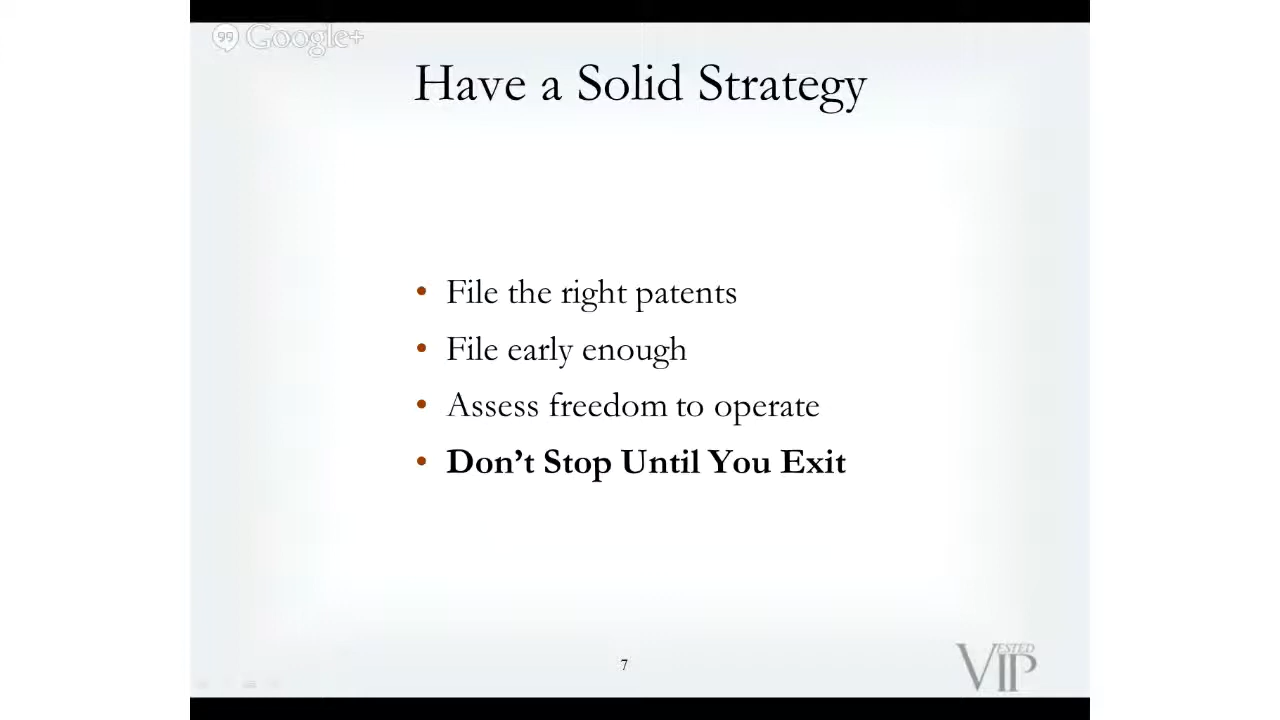 Google+
Have a Solid Strategy
• File the right patents
• File early enough
• Assess freedom to operate
• Don't Stop Until You Exit
7
VESTED
VIP